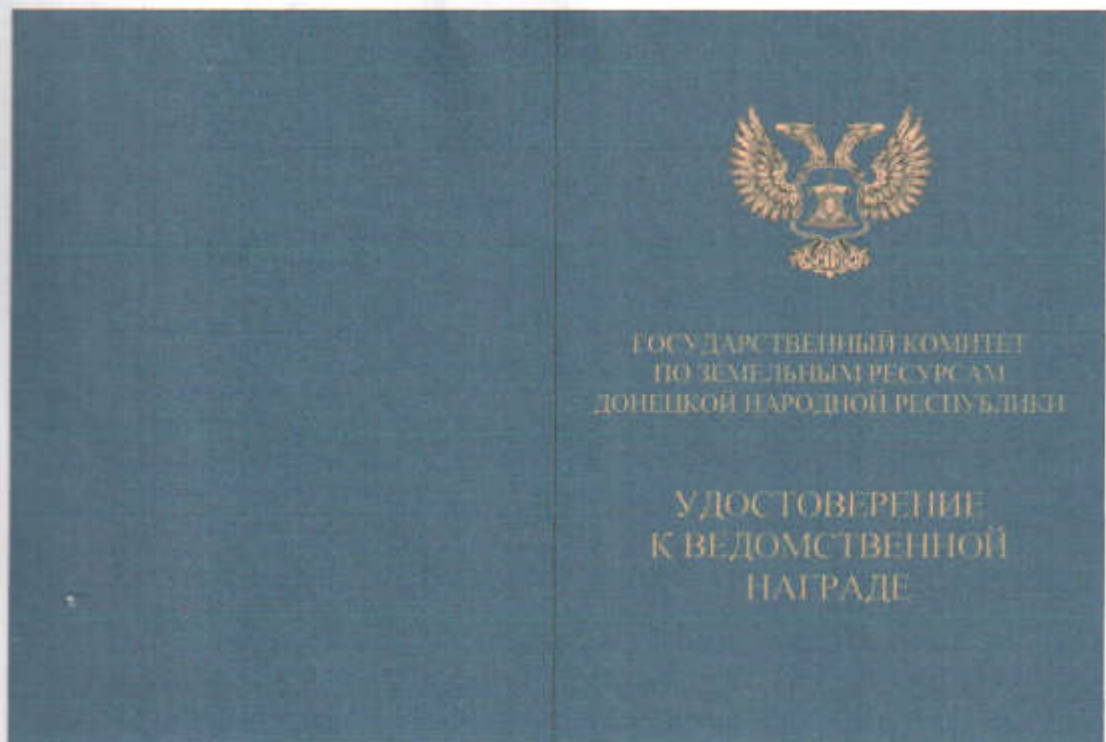 ГОСУДАРСТВЕННЫЙ КОМИТЕТ
ПО ЗЕМЕЛЬНЫМ РЕСУРСАМ
ДОНЕЦКОЙ НАРОДНОЙ РЕСПУБЛИКИ
УДОСТОВЕРЕНИЕ
К ВЕДОМСТВЕННОЙ
НАГРАДЕ